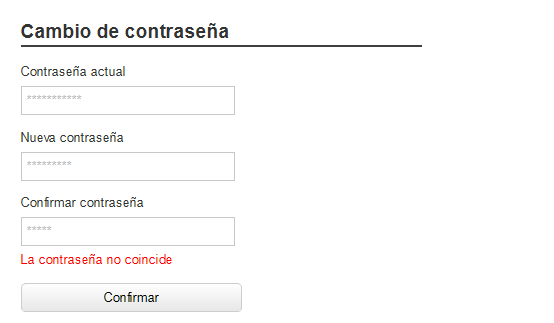 Cambio de contraseña
Contraseña actual
***********
Nueva contraseña
*********
Confirmar contraseña
*****
La contraseña no coincide
Confirmar